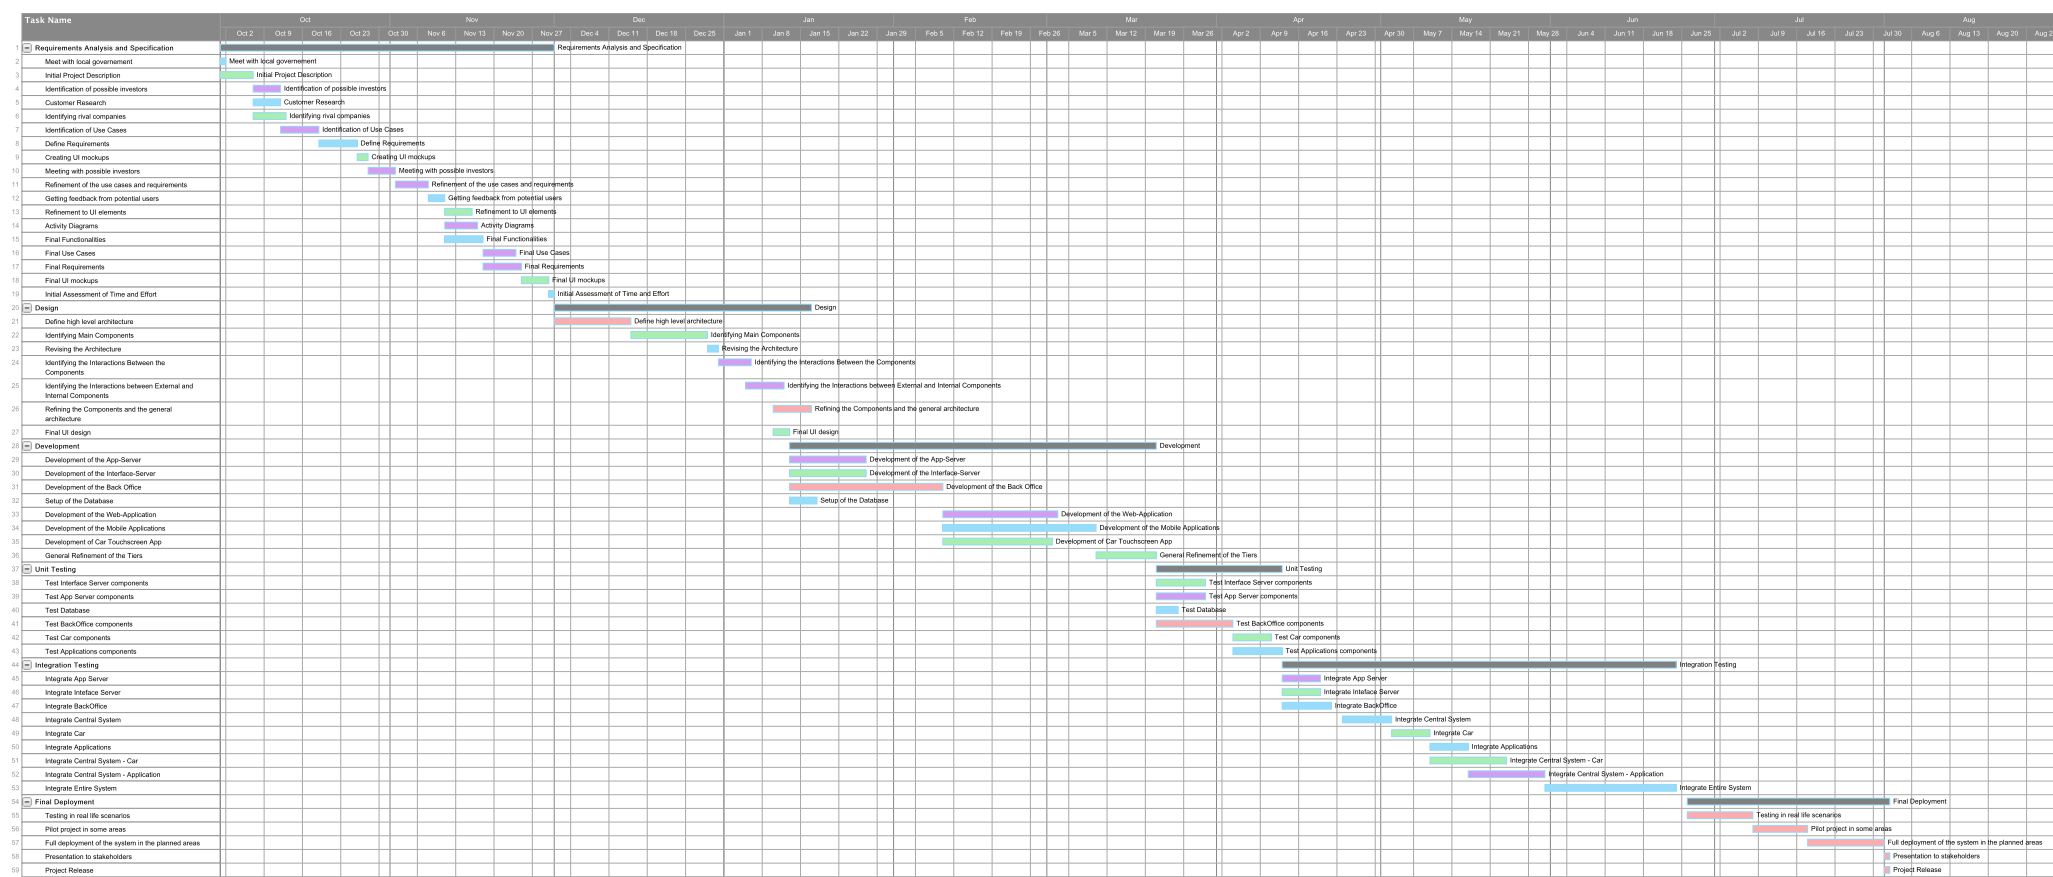 Task Name
Oct Nov Dec Jan Feb Mar Apr May Jun Jul Aug
Oct 2 Oct 9 Oct 16 Oct 23 Oct 30 Nov 6 Nov 13 Nov 20 Nov 27 Dec 4 Dec 11 Dec 18 Dec 25 Jan 1 Jan 8 Jan 15 Jan 22 Jan 29 Feb 5 Feb 12 Feb 19 Feb 26 Mar 5 Mar 12 Mar 19 Mar 26 Apr 2 Apr 9 Apr 16 Apr 23 Apr 30 May 7 May 14 May 21 May 28 Jun 4 Jun 11 Jun 18 Jun 25 Jul 2 Jul 9 Jul 16 Jul 23 Jul 30 Aug 6 Aug 13 Aug 20 Aug 2
1 Requirements Analysis and Specification Requirements Analysis and Specification
2 Meet with local governement Meet with local governement
3 Initial Project Description Initial Project Description
4 Identification of possible investors Identification of possible investors
5 Customer Research Customer Research
6 Identifying rival companies Identifying rival companies
7 Identification of Use Cases Identification of Use Cases
8 Define Requirements Define Requirements
9 Creating UI mockups Creating UI mockups
10 Meeting with possible investors Meeting with possible investors
11 Refinement of the use cases and requirements Refinement of the use cases and requirements
12 Getting feedback from potential users Getting feedback from potential users
13 Refinement to UI elements Refinement to UI elements
14 Activity Diagrams Activity Diagrams
15 Final Functionalities Final Functionalities
16 Final Use Cases Final Use Cases
17 Final Requirements Final Requirements
18 Final UI mockups Final UI mockups
19 Initial Assessment of Time and Effort Initial Assessment of Time and Effort
20 Design Design
21 Define high level architecture Define high level architecture
22 Identifying Main Components Identifying Main Components
23 Revising the Architecture Revising the Architecture
24 Identifying the Interactions Between the Identifying the Interactions Between the Components
Components
25 Identifying the Interactions between External and Identifying the Interactions between External and Internal Components
Internal Components
26 Refining the Components and the general Refining the Components and the general architecture
architecture
27 Final UI design Final UI design
28 Development Development
29 Development of the App-Server Development of the App-Server
30 Development of the Interface-Server Development of the Interface-Server
31 Development of the Back Office Development of the Back Office
32 Setup of the Database Setup of the Database
33 Development of the Web-Application Development of the Web-Application
34 Development of the Mobile Applications Development of the Mobile Applications
35 Development of Car Touchscreen App Development of Car Touchscreen App
36 General Refinement of the Tiers General Refinement of the Tiers
37 Unit Testing Unit Testing
38 Test Interface Server components Test Interface Server components
39 Test App Server components Test App Server components
40 Test Database Test Database
41 Test BackOffice components Test BackOffice components
42 Test Car components Test Car components
43 Test Applications components Test Applications components
44 Integration Testing Integration Testing
45 Integrate App Server Integrate App Server
46 Integrate Inteface Server Integrate Inteface Server
47 Integrate BackOffice Integrate BackOffice
48 Integrate Central System Integrate Central System
49 Integrate Car Integrate Car
50 Integrate Applications Integrate Applications
51 Integrate Central System - Car Integrate Central System - Car
52 Integrate Central System - Application Integrate Central System - Application
53 Integrate Entire System Integrate Entire System
54 Final Deployment Final Deployment
55 Testing in real life scenarios Testing in real life scenarios
56 Pilot project in some areas Pilot project in some areas
57 Full deployment of the system in the planned areas Full deployment of the system in the planned areas
58 Presentation to stakeholders Presentation to stakeholders
59 Project Release Project Release